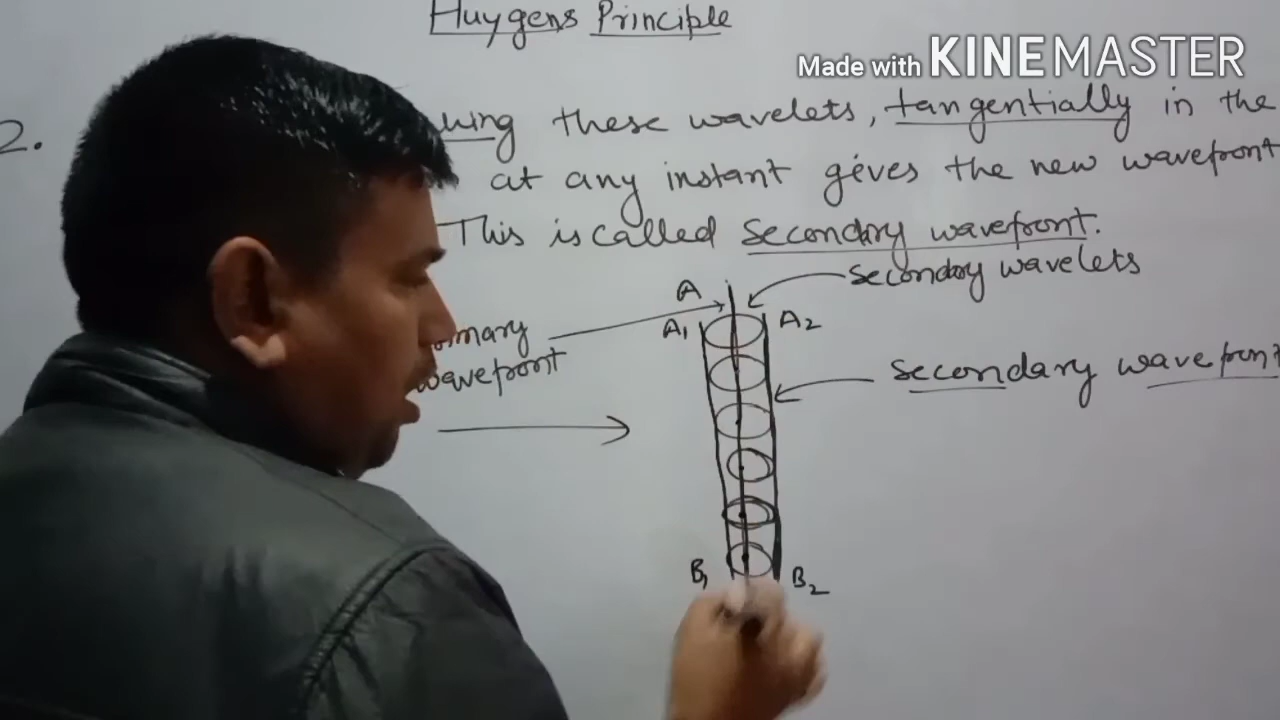 Huygens Principle
Made with KINEMASTER
2. these wavelets, tangentially in the
at any instant gives the new wavefront
This is called secondary wavefront.
secondary wavelets
A
A1 A2
wavefront
secondary wavefront
B1 B2